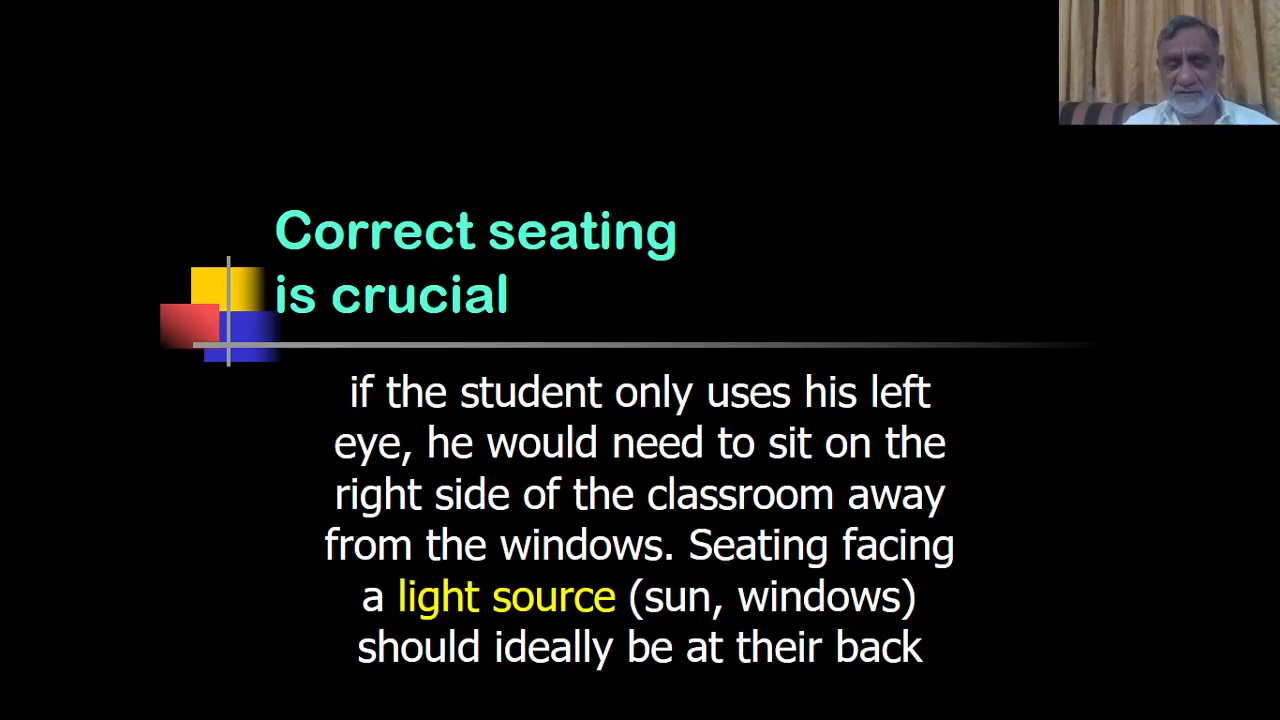 Correct seating
is crucial
if the student only uses his left
eye, he would need to sit on the
right side of the classroom away
from the windows. Seating facing
a light source (sun, windows)
should ideally be at their back